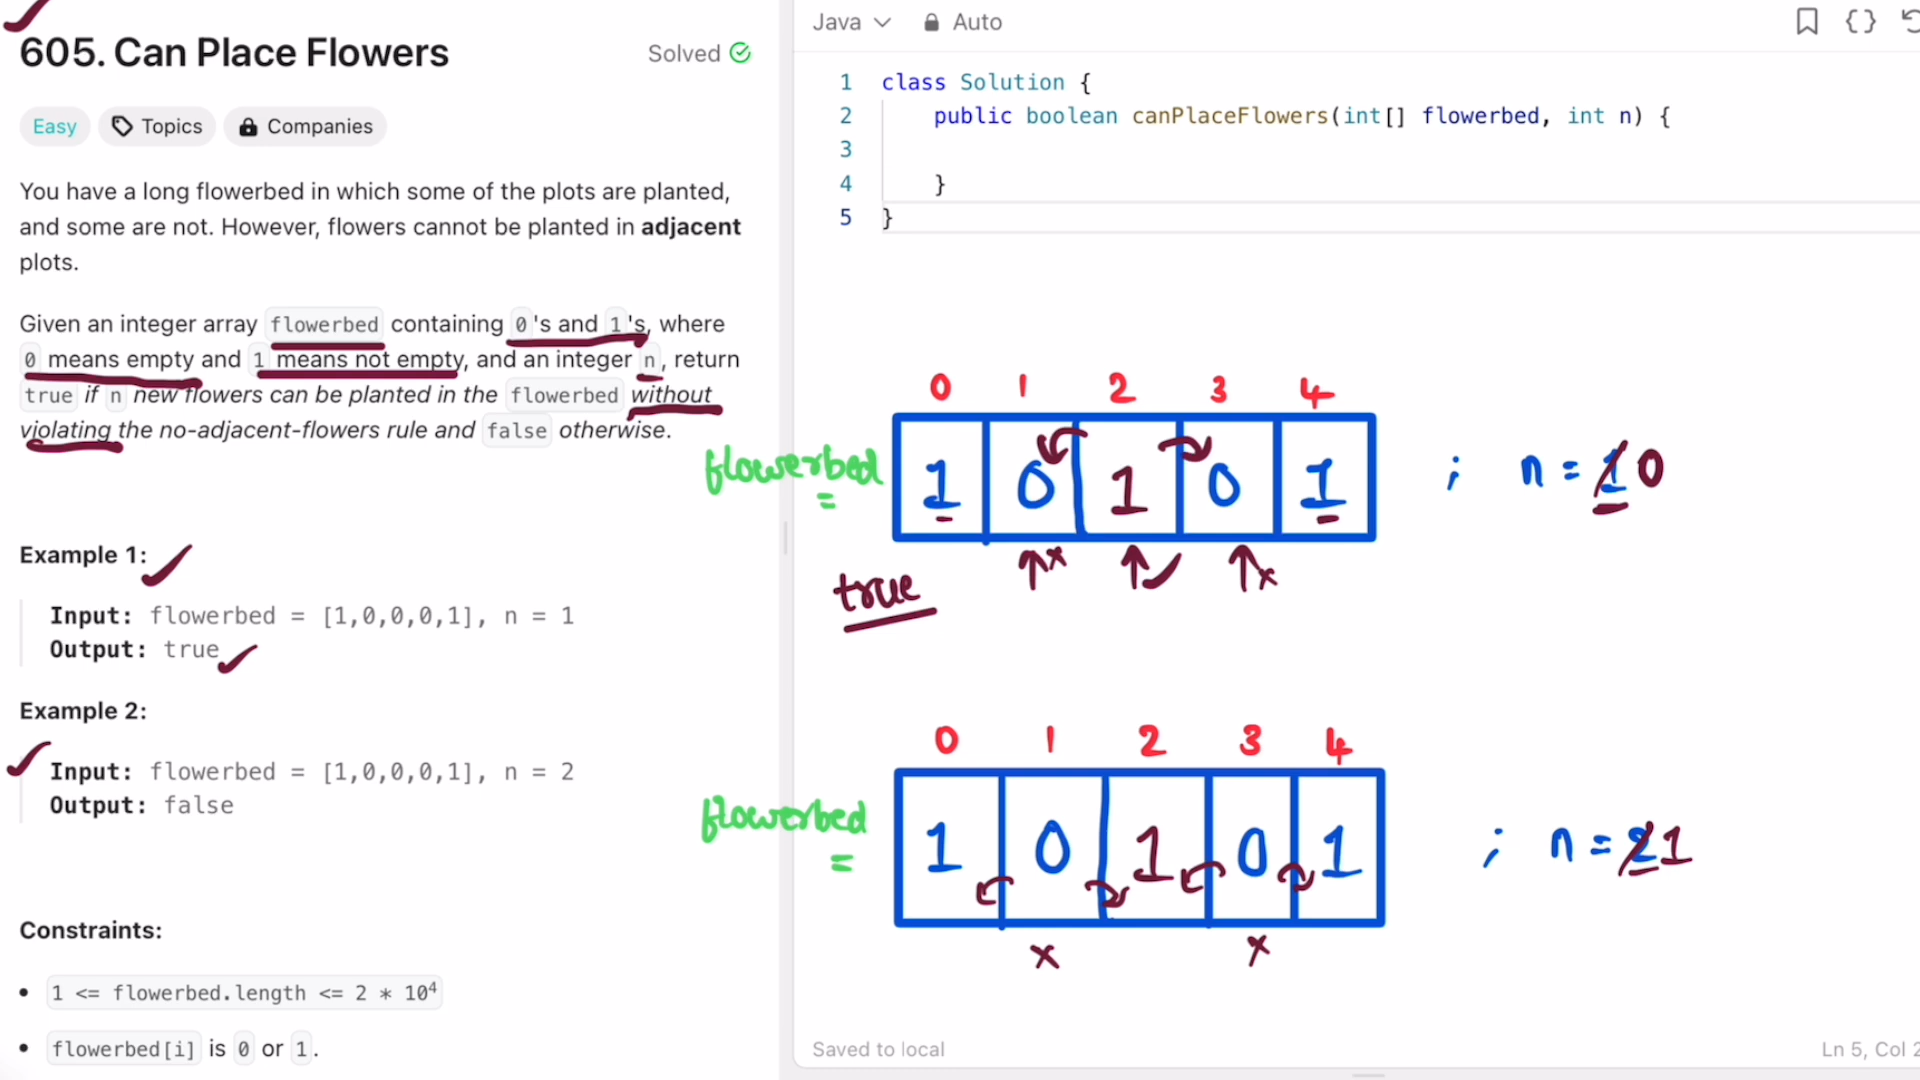 605. Can Place Flowers
Solved
Easy
Topics
Companies
You have a long flowerbed in which some of the plots are planted,
and some are not. However, flowers cannot be planted in adjacent
plots.
Given an integer array flowerbed containing 0's and 1's, where
0 means empty and 1 means not empty, and an integer n, return
true if n new flowers can be planted in the flowerbed without
violating the no-adjacent-flowers rule and false otherwise.
Example 1:
Input: flowerbed = [1,0,0,0,1], n = 1
Output: true
Example 2:
Input: flowerbed = [1,0,0,0,1], n = 2
Output: false
Constraints:
1 <= flowerbed.length <= 2 * 10⁴
flowerbed[i] is 0 or 1.
Java
Auto
1 class Solution {
2 public boolean canPlaceFlowers(int[] flowerbed, int n) {
3
4 }
5 }
0 1 2 3 4
flowerbed = 1 0 1 0 1 ; n = 1 0
x x
true
0 1 2 3 4
flowerbed = 1 0 1 0 1 ; n = 2 1
x x
Saved to local
Ln 5, Col 2